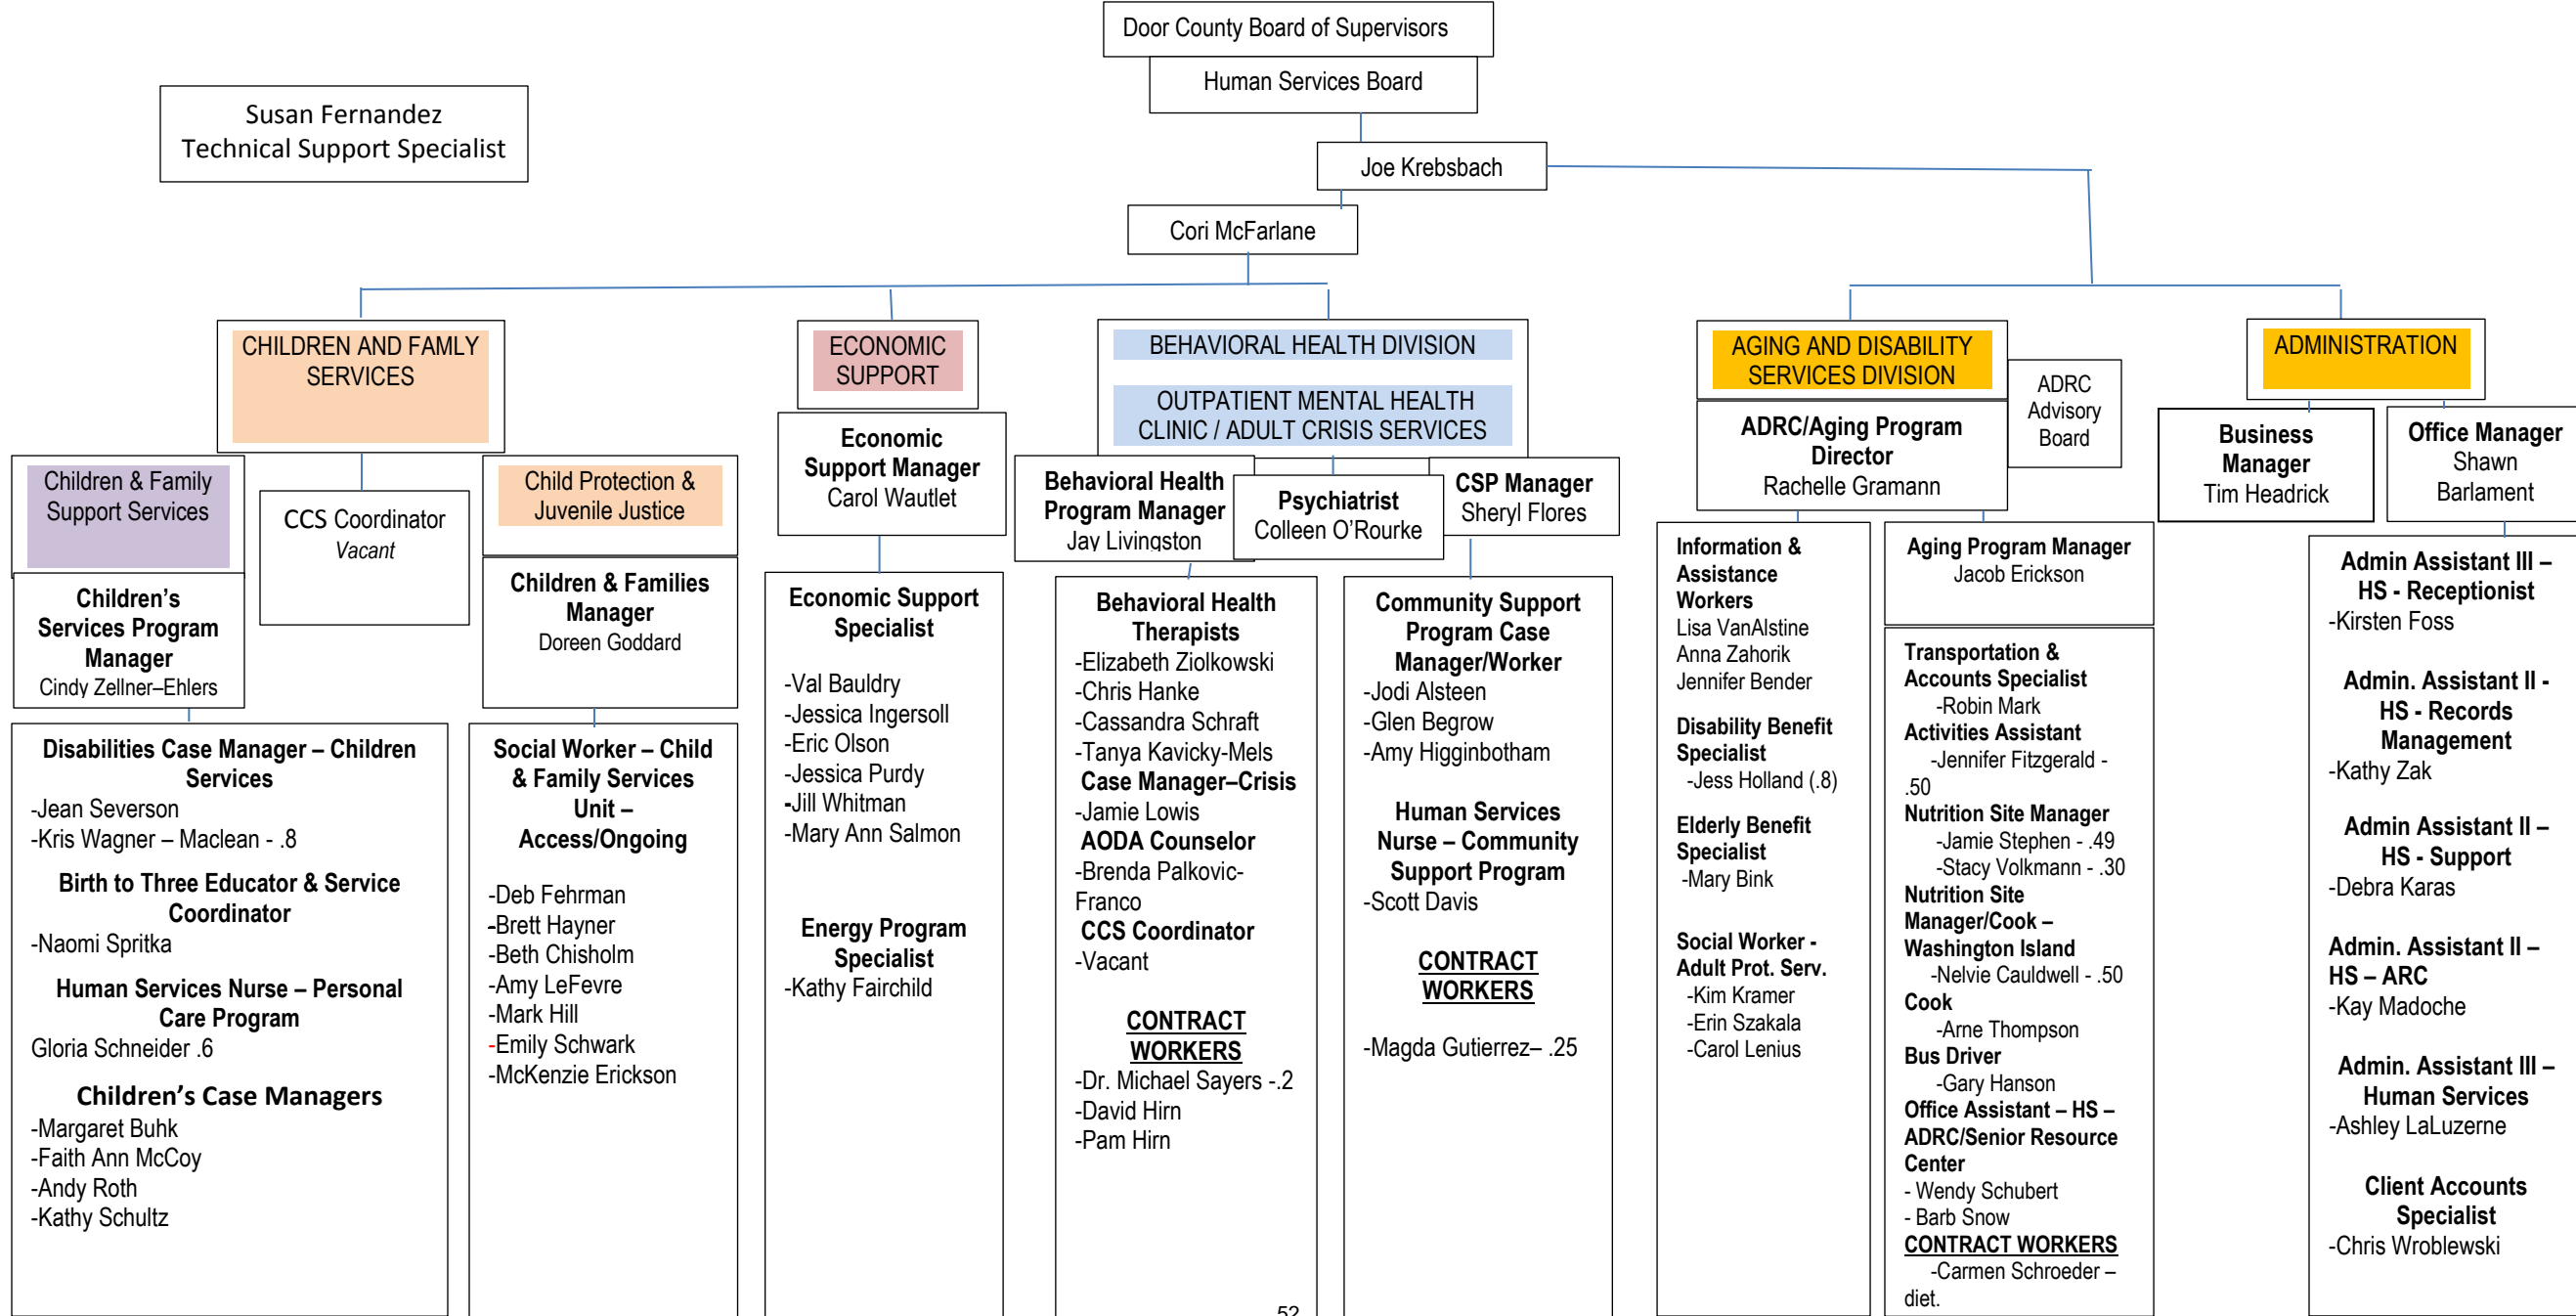 Door County Board of Supervisors
Human Services Board
Susan Fernandez
Technical Support Specialist
Joe Krebsbach
Cori McFarlane
CHILDREN AND FAMLY
SERVICES
Children & Family
Support Services
CCS Coordinator
Vacant
Child Protection &
Juvenile Justice
Children's
Services Program
Manager
Cindy Zellner–Ehlers
Children & Families
Manager
Doreen Goddard
Disabilities Case Manager – Children
Services
-Jean Severson
-Kris Wagner – Maclean - .8
Birth to Three Educator & Service
Coordinator
-Naomi Spritka
Human Services Nurse – Personal
Care Program
Gloria Schneider .6
Children's Case Managers
-Margaret Buhk
-Faith Ann McCoy
-Andy Roth
-Kathy Schultz
Social Worker – Child
& Family Services
Unit –
Access/Ongoing
-Deb Fehrman
-Brett Hayner
-Beth Chisholm
-Amy LeFevre
-Mark Hill
-Emily Schwark
-McKenzie Erickson
ECONOMIC
SUPPORT
Economic
Support Manager
Carol Wautlet
Economic Support
Specialist
-Val Bauldry
-Jessica Ingersoll
-Eric Olson
-Jessica Purdy
-Jill Whitman
-Mary Ann Salmon
Energy Program
Specialist
-Kathy Fairchild
BEHAVIORAL HEALTH DIVISION
OUTPATIENT MENTAL HEALTH
CLINIC / ADULT CRISIS SERVICES
Behavioral Health
Program Manager
Jay Livingston
Psychiatrist
Colleen O'Rourke
CSP Manager
Sheryl Flores
Behavioral Health
Therapists
-Elizabeth Ziolkowski
-Chris Hanke
-Cassandra Schraft
-Tanya Kavicky-Mels
Case Manager–Crisis
-Jamie Lowis
AODA Counselor
-Brenda Palkovic-
Franco
CCS Coordinator
-Vacant
CONTRACT
WORKERS
-Dr. Michael Sayers -.2
-David Hirn
-Pam Hirn
Community Support
Program Case
Manager/Worker
-Jodi Alsteen
-Glen Begrow
-Amy Higginbotham
Human Services
Nurse – Community
Support Program
-Scott Davis
CONTRACT
WORKERS
-Magda Gutierrez– .25
AGING AND DISABILITY
SERVICES DIVISION
ADRC
Advisory
Board
ADRC/Aging Program
Director
Rachelle Gramann
Information &
Assistance
Workers
Lisa VanAlstine
Anna Zahorik
Jennifer Bender
Disability Benefit
Specialist
-Jess Holland (.8)
Elderly Benefit
Specialist
-Mary Bink
Social Worker -
Adult Prot. Serv.
-Kim Kramer
-Erin Szakala
-Carol Lenius
Aging Program Manager
Jacob Erickson
Transportation &
Accounts Specialist
-Robin Mark
Activities Assistant
-Jennifer Fitzgerald -
.50
Nutrition Site Manager
-Jamie Stephen - .49
-Stacy Volkmann - .30
Nutrition Site
Manager/Cook –
Washington Island
-Nelvie Cauldwell - .50
Cook
-Arne Thompson
Bus Driver
-Gary Hanson
Office Assistant – HS –
ADRC/Senior Resource
Center
- Wendy Schubert
- Barb Snow
CONTRACT WORKERS
-Carmen Schroeder –
diet.
ADMINISTRATION
Business
Manager
Tim Headrick
Office Manager
Shawn
Barlament
Admin Assistant III –
HS - Receptionist
-Kirsten Foss
Admin. Assistant II -
HS - Records
Management
-Kathy Zak
Admin Assistant II –
HS - Support
-Debra Karas
Admin. Assistant II –
HS – ARC
-Kay Madoche
Admin. Assistant III –
Human Services
-Ashley LaLuzerne
Client Accounts
Specialist
-Chris Wroblewski
52